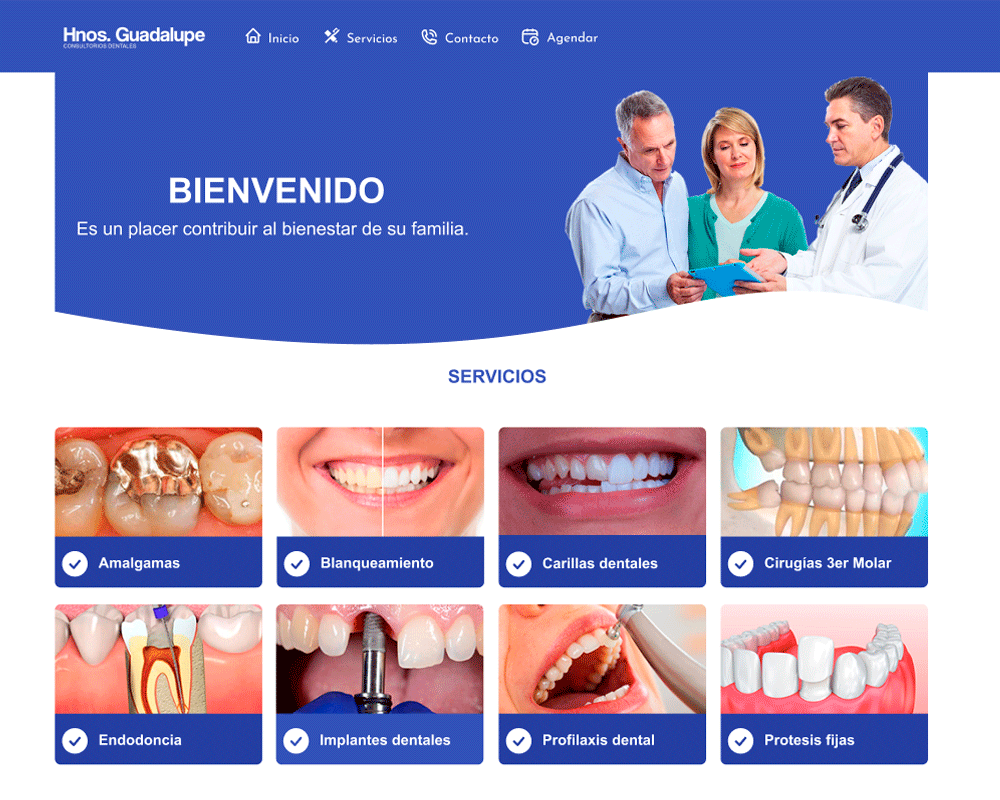 Hnos. Guadalupe
CONSULTORIOS DENTALES
Inicio
Servicios
Contacto
Agendar
BIENVENIDO
Es un placer contribuir al bienestar de su familia.
SERVICIOS
Amalgamas
Blanqueamiento
Carillas dentales
Cirugías 3er Molar
Endodoncia
Implantes dentales
Profilaxis dental
Protesis fijas